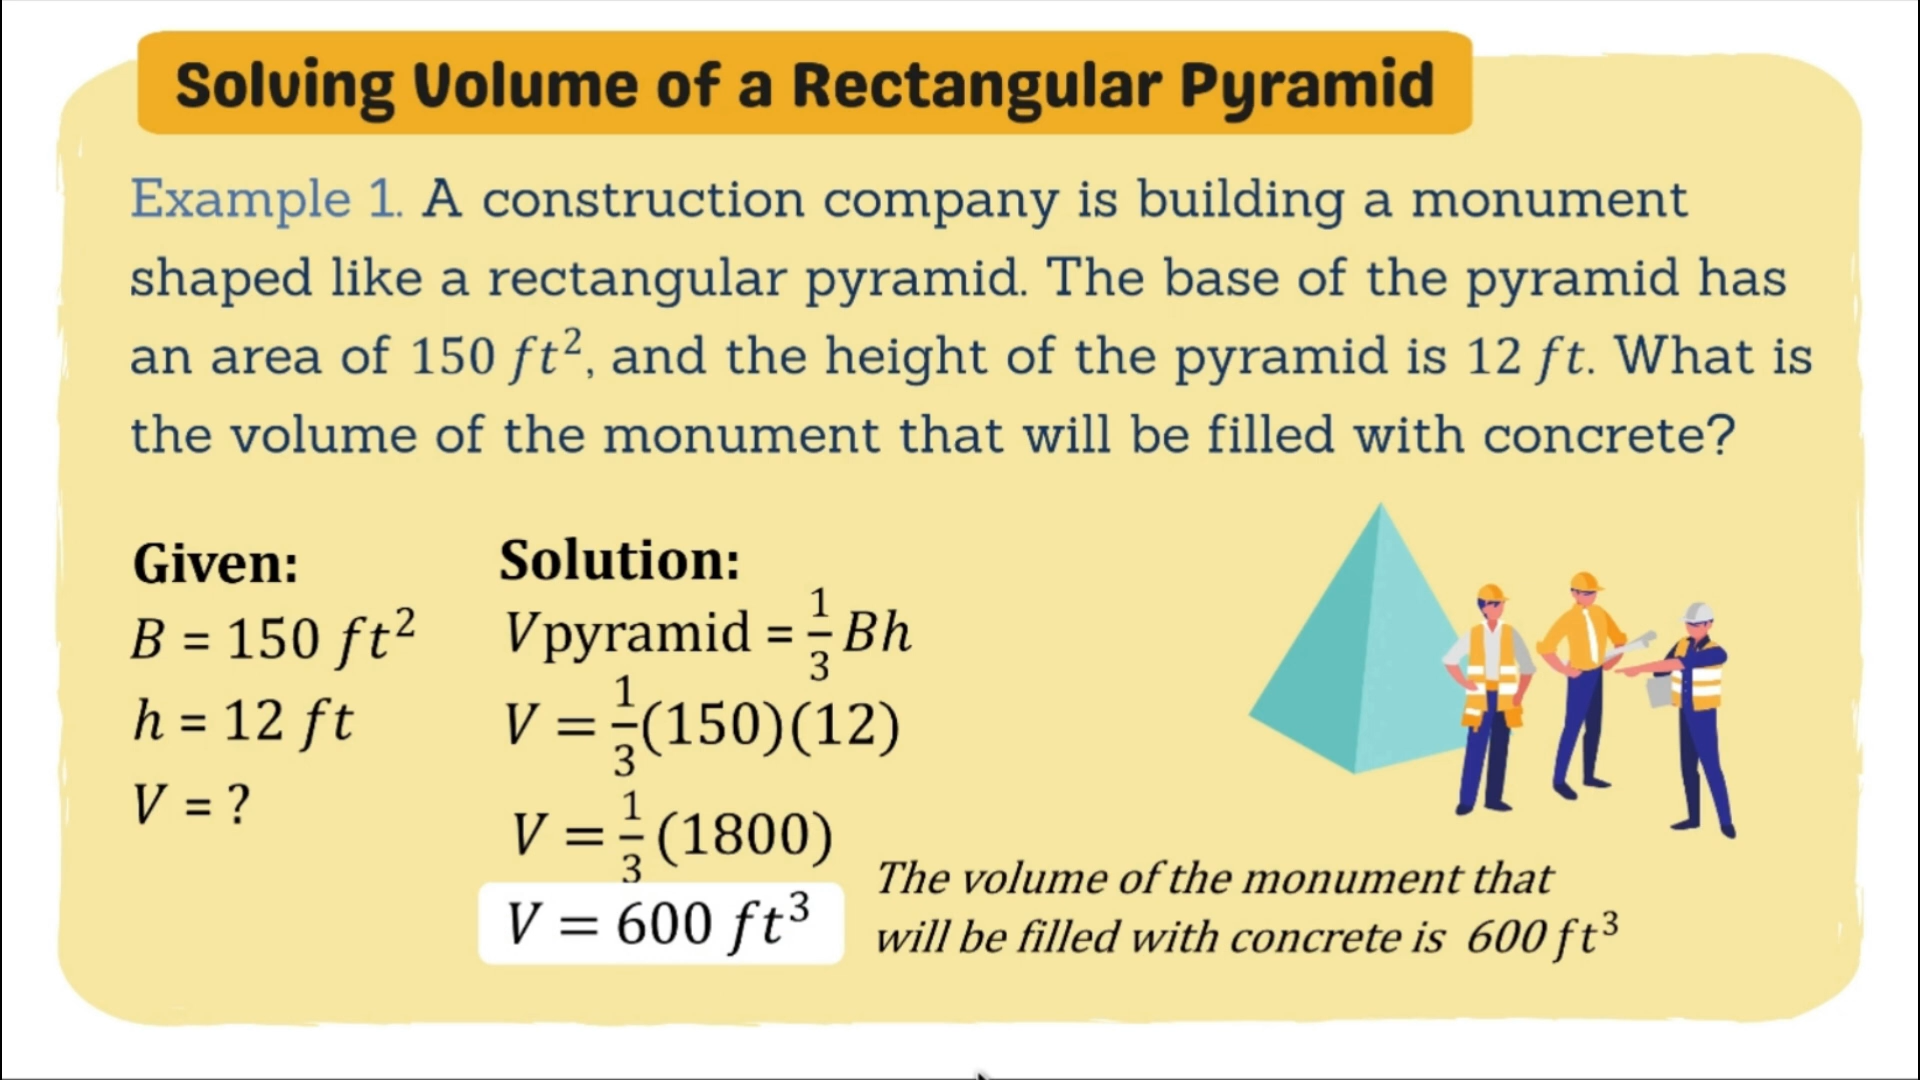 Solving Volume of a Rectangular Pyramid
Example 1. A construction company is building a monument
shaped like a rectangular pyramid. The base of the pyramid has
an area of 150 ft², and the height of the pyramid is 12 ft. What is
the volume of the monument that will be filled with concrete?
Given:
B = 150 ft²
h = 12 ft
V = ?
Solution:
Vpyramid = 1/3 Bh
V = 1/3 (150)(12)
V = 1/3 (1800)
V = 600 ft³
The volume of the monument that
will be filled with concrete is 600 ft³